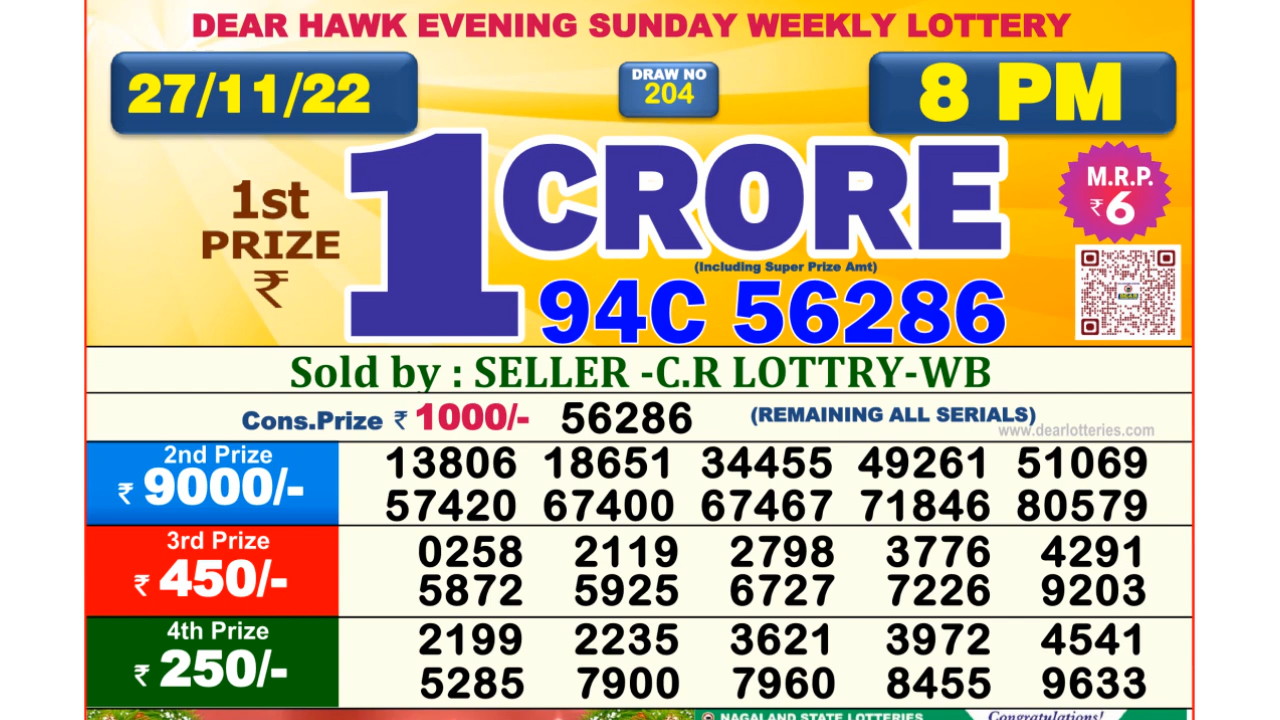 DEAR HAWK EVENING SUNDAY WEEKLY LOTTERY
27/11/22
DRAW NO
204
8 PM
1st
PRIZE
₹
1 CRORE
(Including Super Prize Amt)
94C 56286
M.R.P.
₹6
Sold by : SELLER -C.R LOTTRY-WB
Cons.Prize ₹ 1000/- 56286 (REMAINING ALL SERIALS)
www.dearlotteries.com
2nd Prize
₹ 9000/-
13806 18651 34455 49261 51069
57420 67400 67467 71846 80579
3rd Prize
₹ 450/-
0258 2119 2798 3776 4291
5872 5925 6727 7226 9203
4th Prize
₹ 250/-
2199 2235 3621 3972 4541
5285 7900 7960 8455 9633
NAGALAND STATE LOTTERIES
Congratulations!